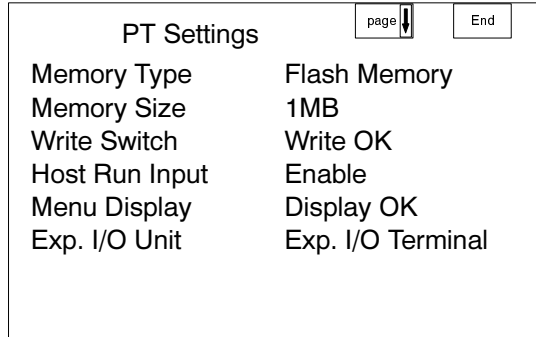 PT Settings page End
Memory Type Flash Memory
Memory Size 1MB
Write Switch Write OK
Host Run Input Enable
Menu Display Display OK
Exp. I/O Unit Exp. I/O Terminal